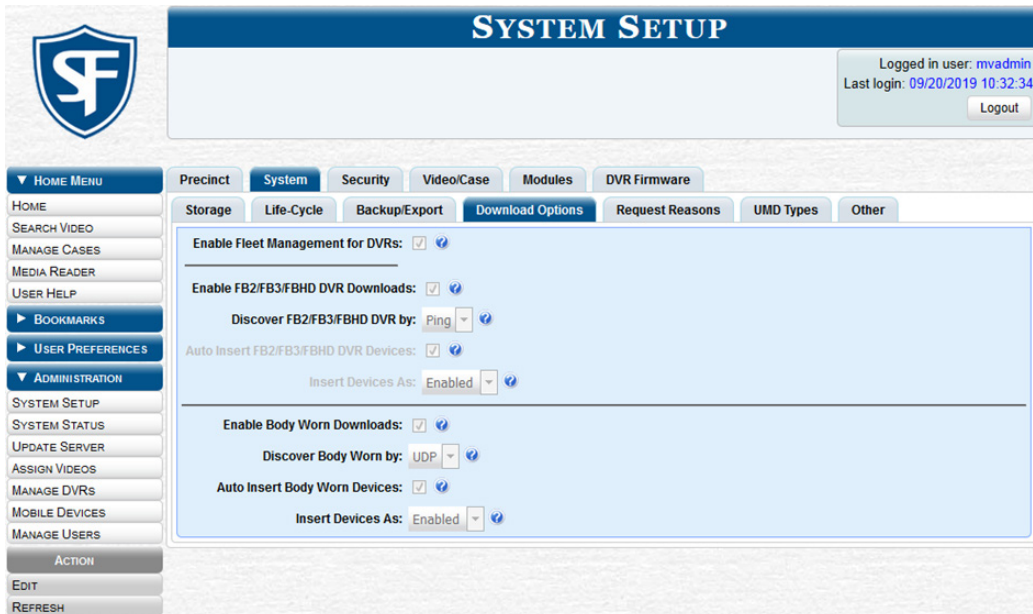 SYSTEM SETUP
SF
Logged in user: mvadmin
Last login: 09/20/2019 10:32:34
Logout
▼ HOME MENU
HOME
SEARCH VIDEO
MANAGE CASES
MEDIA READER
USER HELP
► BOOKMARKS
► USER PREFERENCES
▼ ADMINISTRATION
SYSTEM SETUP
SYSTEM STATUS
UPDATE SERVER
ASSIGN VIDEOS
MANAGE DVRS
MOBILE DEVICES
MANAGE USERS
ACTION
EDIT
REFRESH
Precinct System Security Video/Case Modules DVR Firmware
Storage Life-Cycle Backup/Export Download Options Request Reasons UMD Types Other
Enable Fleet Management for DVRs: ?
Enable FB2/FB3/FBHD DVR Downloads: ?
Discover FB2/FB3/FBHD DVR by: Ping ?
Auto Insert FB2/FB3/FBHD DVR Devices: ?
Insert Devices As: Enabled ?
Enable Body Worn Downloads: ?
Discover Body Worn by: UDP ?
Auto Insert Body Worn Devices: ?
Insert Devices As: Enabled ?